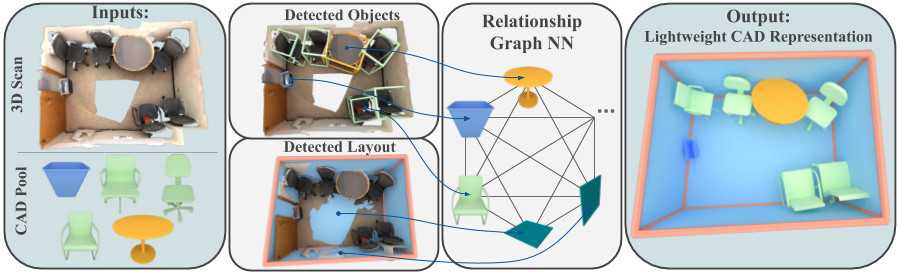 Inputs:
3D Scan
CAD Pool
Detected Objects
Detected Layout
Relationship
Graph NN
...
Output:
Lightweight CAD Representation